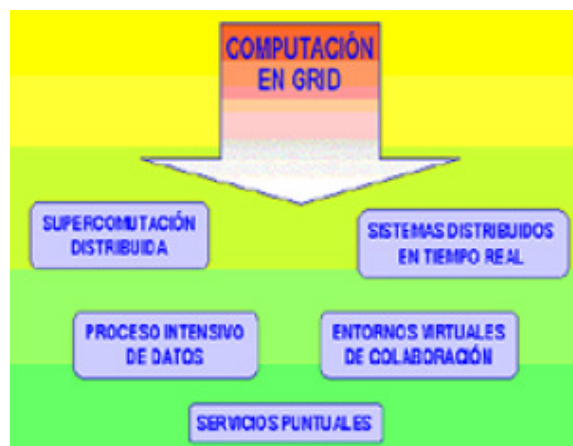 COMPUTACIÓN
EN GRID
SUPERCOMUTACIÓN
DISTRIBUIDA
SISTEMAS DISTRIBUIDOS
EN TIEMPO REAL
PROCESO INTENSIVO
DE DATOS
ENTORNOS VIRTUALES
DE COLABORACIÓN
SERVICIOS PUNTUALES